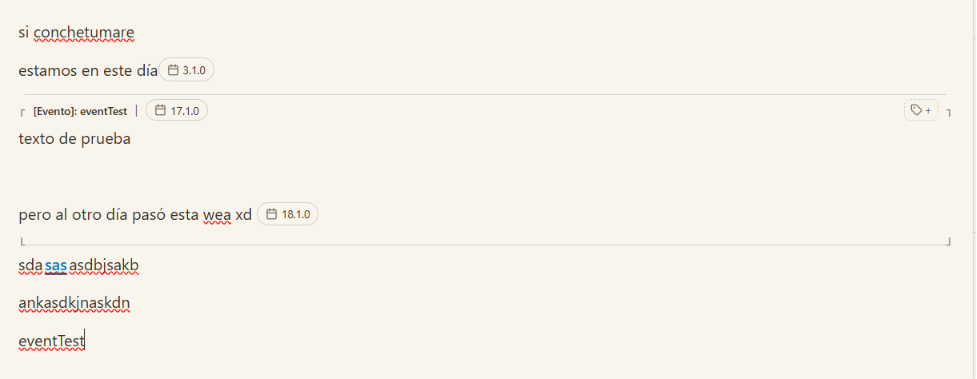 si conchetumare
estamos en este día 3.1.0
[Evento]: eventTest | 17.1.0 +
texto de prueba
pero al otro día pasó esta wea xd 18.1.0
sda sas asdbjsakb
ankasdkjnaskdn
eventTest